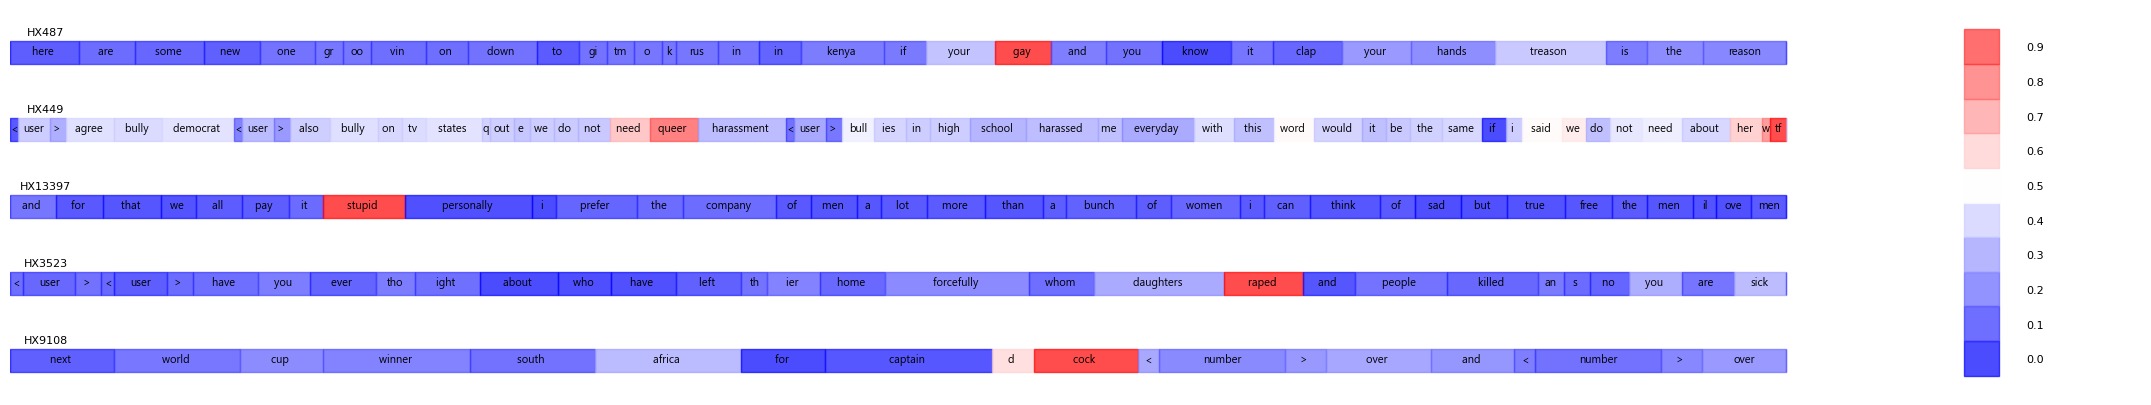 HX487
here are some new one gr oo vin on down to gi tm o k rus in in kenya if your gay and you know it clap your hands treason is the reason
HX449
< user > agree bully democrat < user > also bully on tv states q out e we do not need queer harassment < user > bull ies in high school harassed me everyday with this word would it be the same if i said we do not need about her w tf
HX13397
and for that we all pay it stupid personally i prefer the company of men a lot more than a bunch of women i can think of sad but true free the men il ove men
HX3523
< user > < user > have you ever tho ight about who have left th ier home forcefully whom daughters raped and people killed an s no you are sick
HX9108
next world cup winner south africa for captain d cock < number > over and < number > over
0.9
0.8
0.7
0.6
0.5
0.4
0.3
0.2
0.1
0.0